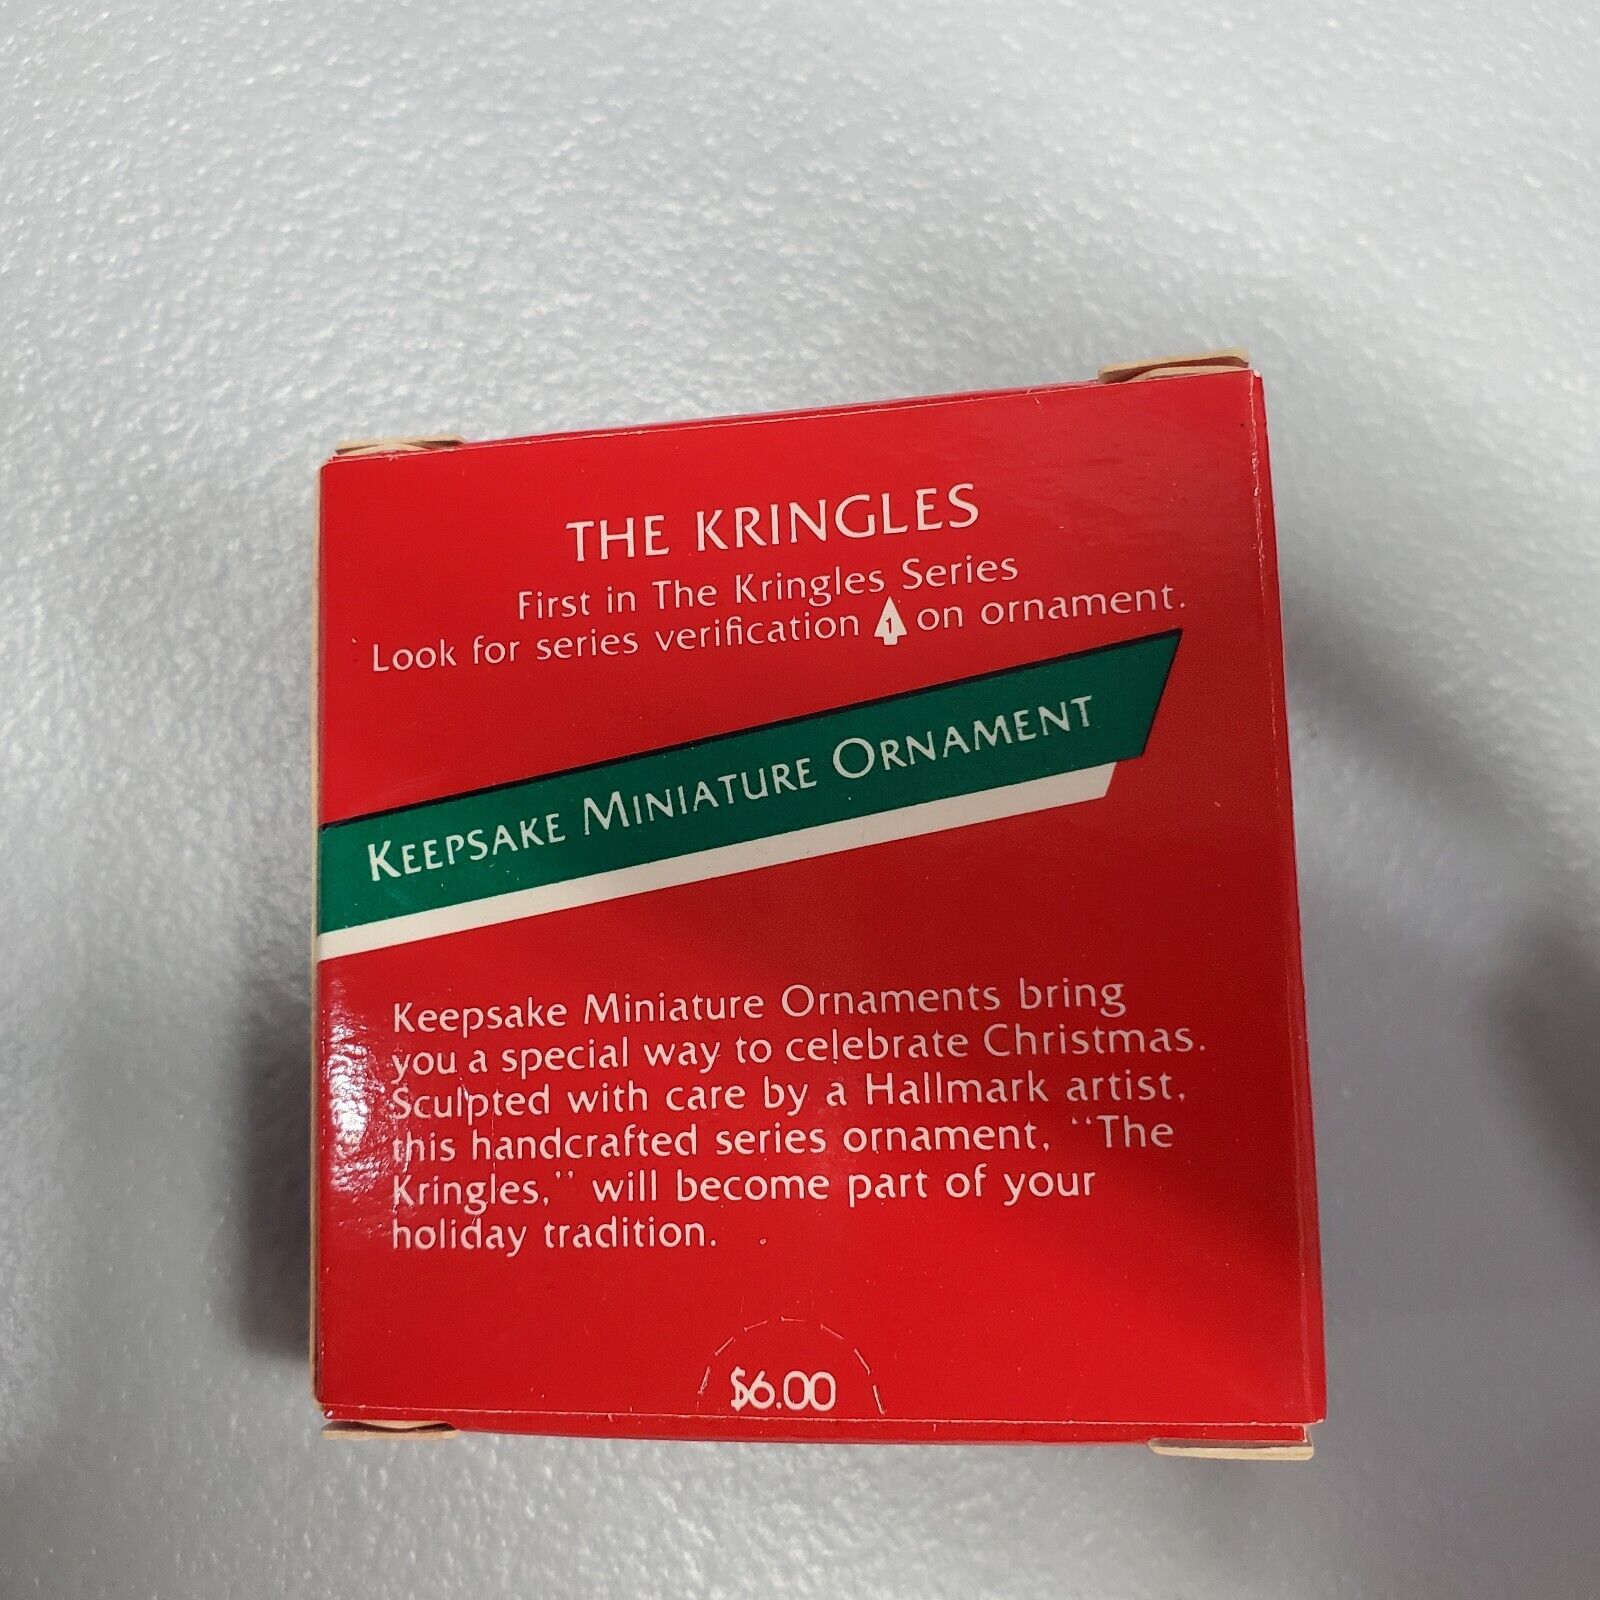 THE KRINGLES
First in The Kringles Series
Look for series verification 1 on ornament.
KEEPSAKE MINIATURE ORNAMENT
Keepsake Miniature Ornaments bring
you a special way to celebrate Christmas.
Sculpted with care by a Hallmark artist,
this handcrafted series ornament, "The
Kringles," will become part of your
holiday tradition.
$6.00